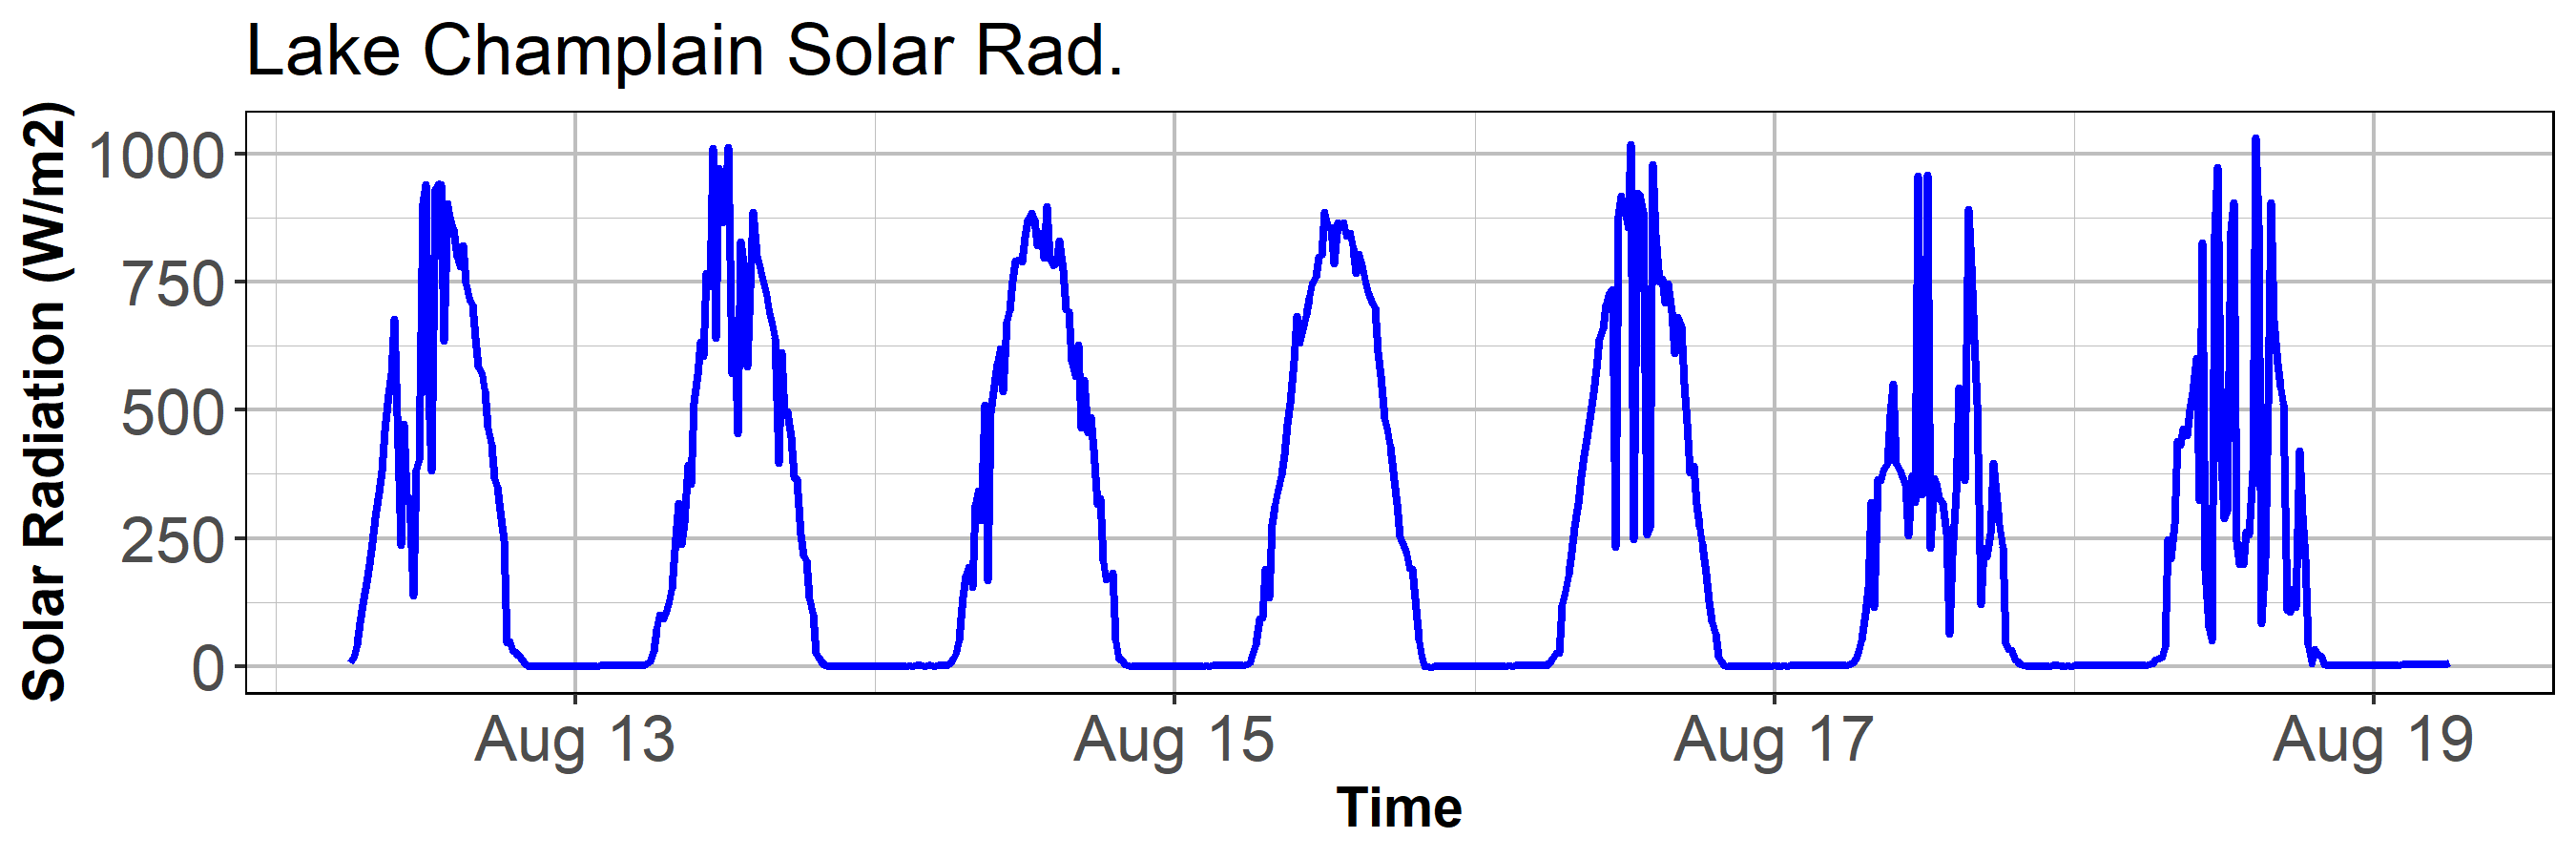 Lake Champlain Solar Rad.
Solar Radiation (W/m2)
1000
750
500
250
0
Aug 13 Aug 15 Aug 17 Aug 19
Time